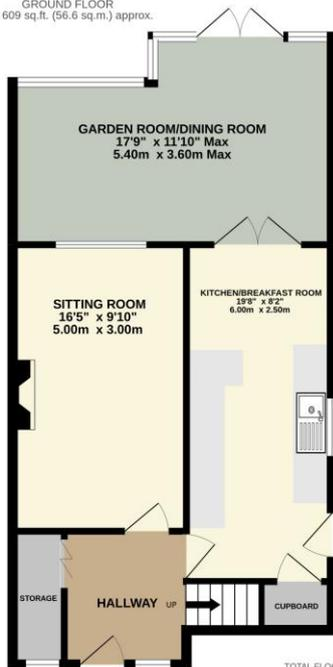 GROUND FLOOR
609 sq.ft. (56.6 sq.m.) approx.
GARDEN ROOM/DINING ROOM
17'9" x 11'10" Max
5.40m x 3.60m Max
SITTING ROOM
16'5" x 9'10"
5.00m x 3.00m
KITCHEN/BREAKFAST ROOM
19'8" x 8'2"
6.00m x 2.50m
STORAGE
HALLWAY
UP
CUPBOARD